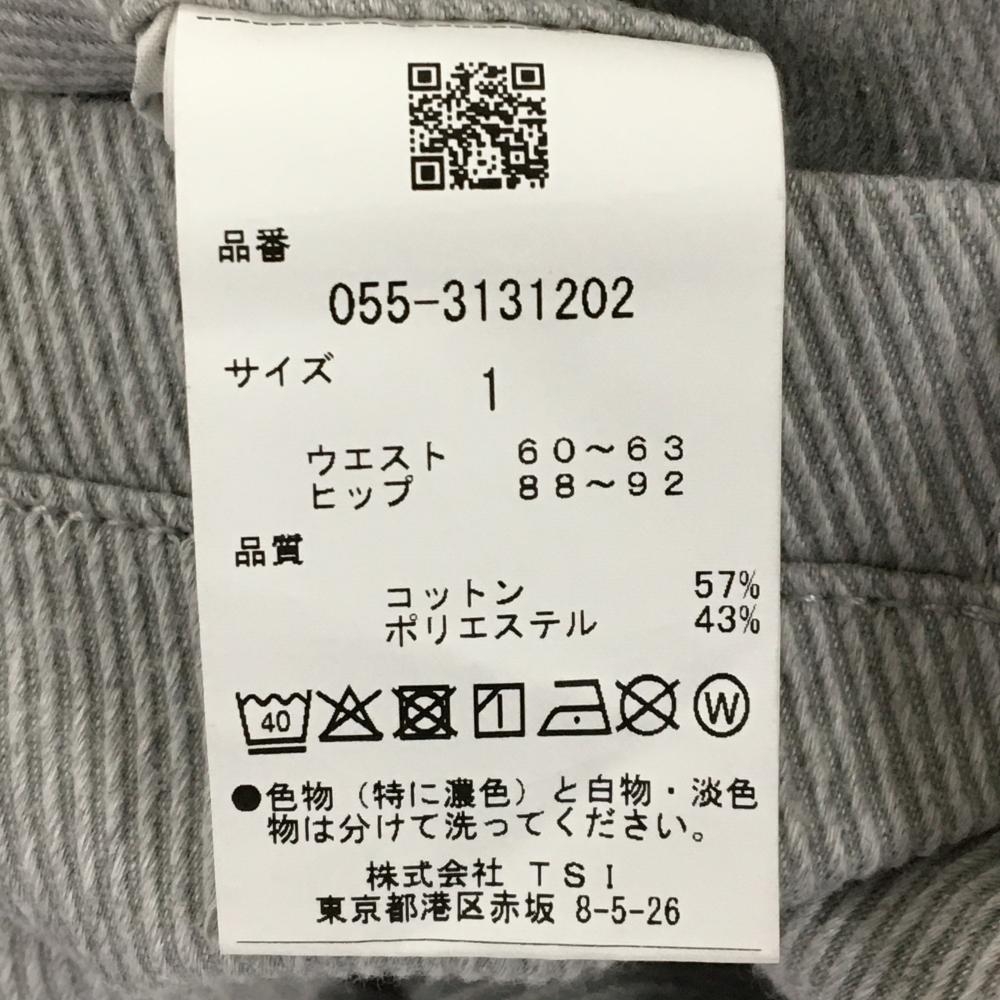 品番
055-3131202
サイズ
1
ウエスト 60～63
ヒップ 88～92
品質
コットン 57%
ポリエステル 43%
40 W
●色物（特に濃色）と白物・淡色
物は分けて洗ってください。
株式会社 TSI
東京都港区赤坂 8-5-26